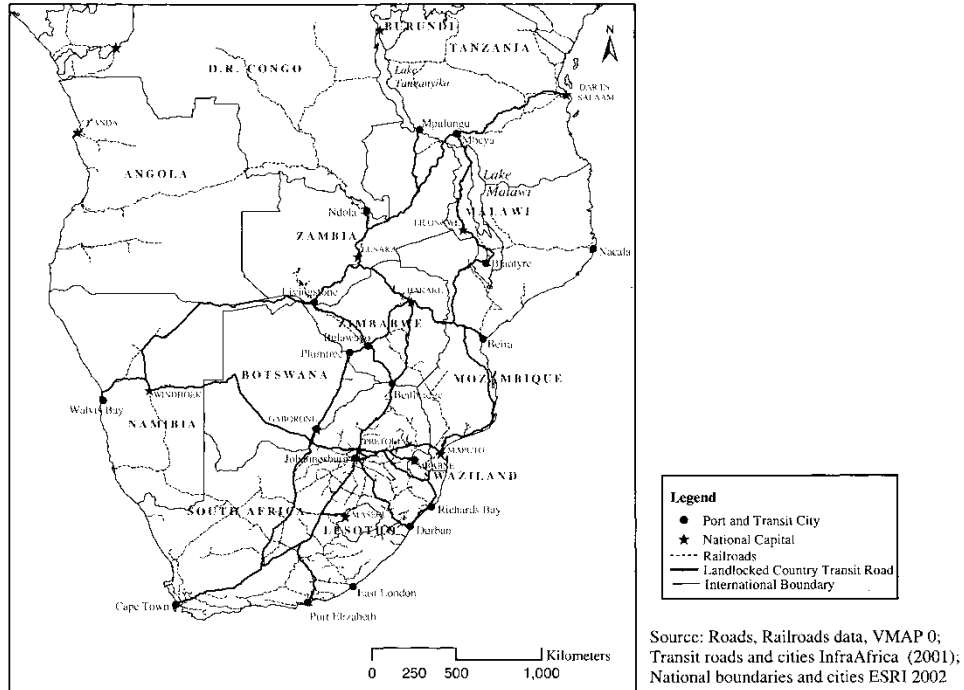 BURUNDI
TANZANIA
N
D.R. CONGO
Lake
Tanganyika
DAR ES
SALAAM
Mpulungu
Mbeya
ANGOLA
Lake
Malawi
MALAWI
Ndola
LILONGWE
ZAMBIA
LUSAKA
Nacala
Blantyre
Livingstone
HARARE
ZIMBABWE
Bulawayo
Beira
Plumtree
BOTSWANA
MOZAMBIQUE
Beitbridge
Walvis Bay
WINDHOEK
GABORONE
NAMIBIA
PRETORIA
MAPUTO
Johannesburg
SWAZILAND
SOUTH AFRICA
Richards Bay
MASERU
LESOTHO
Durban
East London
Cape Town
Port Elizabeth
Kilometers
0 250 500 1,000
Legend
Port and Transit City
National Capital
Railroads
Landlocked Country Transit Road
International Boundary
Source: Roads, Railroads data, VMAP 0;
Transit roads and cities InfraAfrica (2001);
National boundaries and cities ESRI 2002